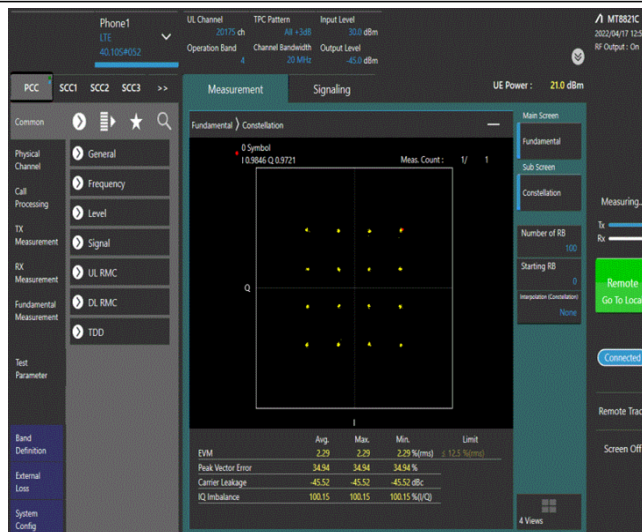 Phone1
LTE
40.10S#052
UL Channel
20175 ch
TPC Pattern
All +3dB
Input Level
30.0 dBm
Operation Band
4
Channel Bandwidth
20 MHz
Output Level
-45.0 dBm
MT8821C
2022/04/17 12:5
RF Output : On
PCC
SCC1
SCC2
SCC3
>>
Measurement
Signaling
UE Power : 21.0 dBm
Common
Physical
Channel
Call
Processing
TX
Measurement
RX
Measurement
Fundamental
Measurement
Test
Parameter
Band
Definition
External
Loss
System
Config
General
Frequency
Level
Signal
UL RMC
DL RMC
TDD
Fundamental 〉 Constellation
0 Symbol
I 0.9846 Q 0.9721
Meas. Count : 1/ 1
Q
I
Avg. Max. Min. Limit
EVM 2.29 2.29 2.29 %(rms) ≤ 12.5 %(rms)
Peak Vector Error 34.94 34.94 34.94 %
Carrier Leakage -45.52 -45.52 -45.52 dBc
IQ Imbalance 100.15 100.15 100.15 %(I/Q)
Main Screen
Fundamental
Sub Screen
Constellation
Number of RB
100
Starting RB
0
Interpolation (Constellation)
None
4 Views
Measuring..
Tx
Rx
Remote
Go To Loca
Connected
Remote Trac
Screen Off